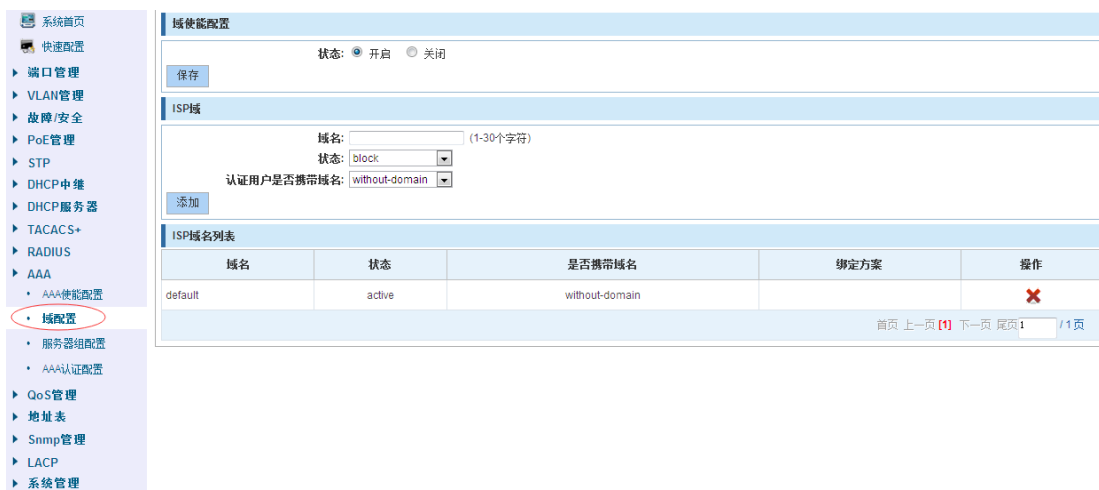 系统首页
快速配置
端口管理
VLAN管理
故障/安全
PoE管理
STP
DHCP中继
DHCP服务器
TACACS+
RADIUS
AAA
AAA使能配置
域配置
服务器组配置
AAA认证配置
QoS管理
地址表
Snmp管理
LACP
系统管理
域使能配置
状态: 开启 关闭
保存
ISP域
域名: (1-30个字符)
状态: block
认证用户是否携带域名: without-domain
添加
ISP域名列表
域名 状态 是否携带域名 绑定方案 操作
default active without-domain
首页 上一页 [1] 下一页 尾页 1 / 1 页